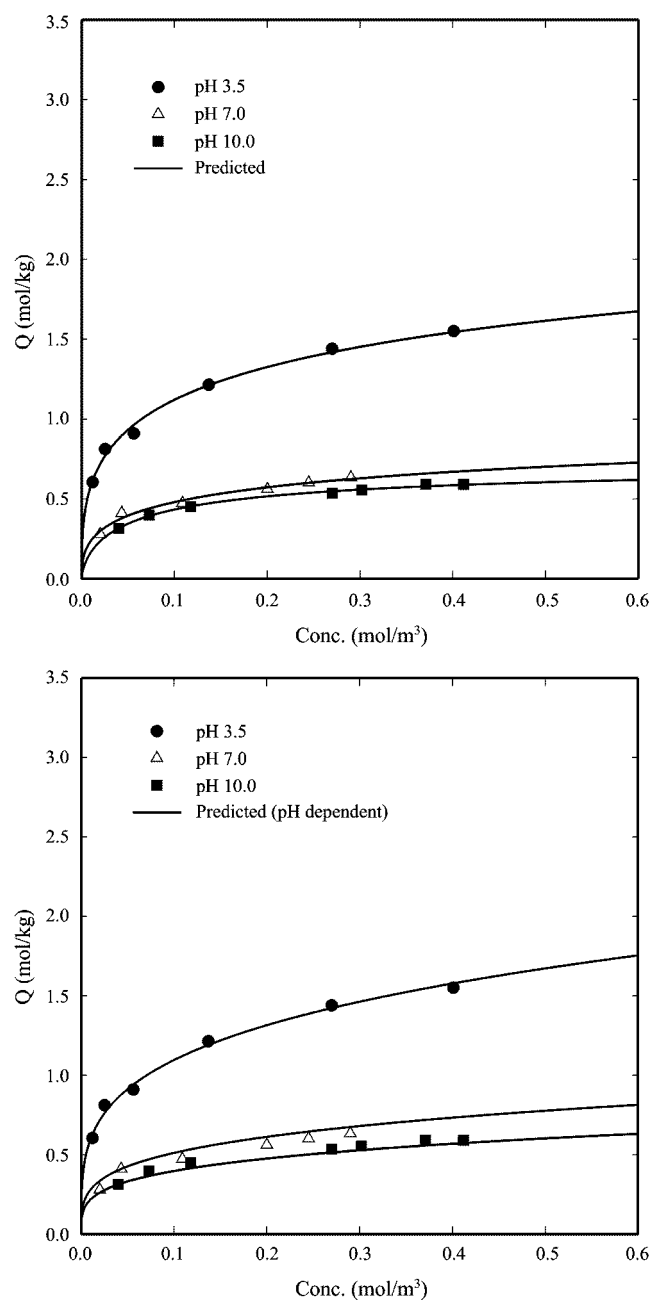 3.5
pH 3.5
3.0
pH 7.0
pH 10.0
2.5
Predicted
2.0
Q (mol/kg)
1.5
1.0
0.5
0.0
0.0 0.1 0.2 0.3 0.4 0.5 0.6
Conc. (mol/m³)
3.5
pH 3.5
3.0
pH 7.0
pH 10.0
2.5
Predicted (pH dependent)
2.0
Q (mol/kg)
1.5
1.0
0.5
0.0
0.0 0.1 0.2 0.3 0.4 0.5 0.6
Conc. (mol/m³)